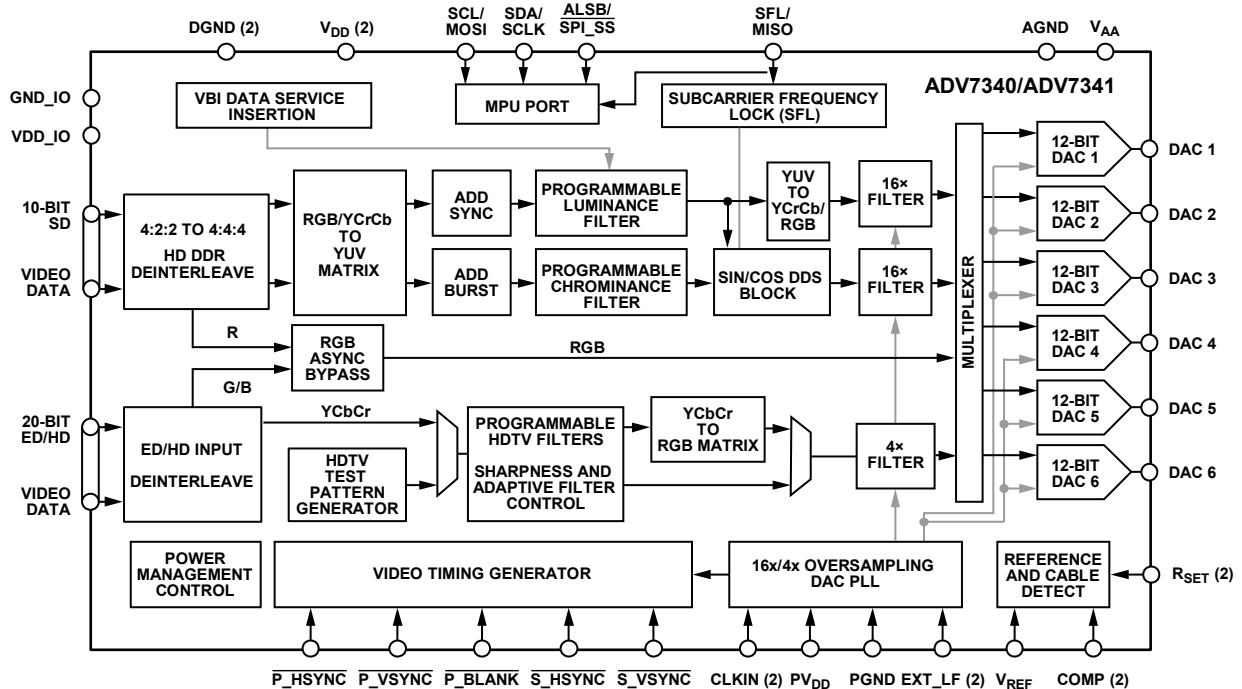 DGND (2)
VDD (2)
SCL/
MOSI
SDA/
SCLK
ALSB/
SPI_SS
SFL/
MISO
AGND
VAA
GND_IO
VDD_IO
10-BIT
SD
VIDEO
DATA
20-BIT
ED/HD
VIDEO
DATA
VBI DATA SERVICE
INSERTION
MPU PORT
SUBCARRIER FREQUENCY
LOCK (SFL)
ADV7340/ADV7341
4:2:2 TO 4:4:4
HD DDR
DEINTERLEAVE
RGB/YCrCb
TO
YUV
MATRIX
ADD
SYNC
PROGRAMMABLE
LUMINANCE
FILTER
YUV
TO
YCrCb/
RGB
16×
FILTER
ADD
BURST
PROGRAMMABLE
CHROMINANCE
FILTER
SIN/COS DDS
BLOCK
16×
FILTER
MULTIPLEXER
R
G/B
RGB
ASYNC
BYPASS
RGB
ED/HD INPUT
DEINTERLEAVE
YCbCr
HDTV
TEST
PATTERN
GENERATOR
PROGRAMMABLE
HDTV FILTERS
SHARPNESS AND
ADAPTIVE FILTER
CONTROL
YCbCr
TO
RGB MATRIX
4×
FILTER
12-BIT
DAC 1
DAC 1
12-BIT
DAC 2
DAC 2
12-BIT
DAC 3
DAC 3
12-BIT
DAC 4
DAC 4
12-BIT
DAC 5
DAC 5
12-BIT
DAC 6
DAC 6
POWER
MANAGEMENT
CONTROL
VIDEO TIMING GENERATOR
16x/4x OVERSAMPLING
DAC PLL
REFERENCE
AND CABLE
DETECT
RSET (2)
P_HSYNC
P_VSYNC
P_BLANK
S_HSYNC
S_VSYNC
CLKIN (2)
PVDD
PGND
EXT_LF (2)
VREF
COMP (2)